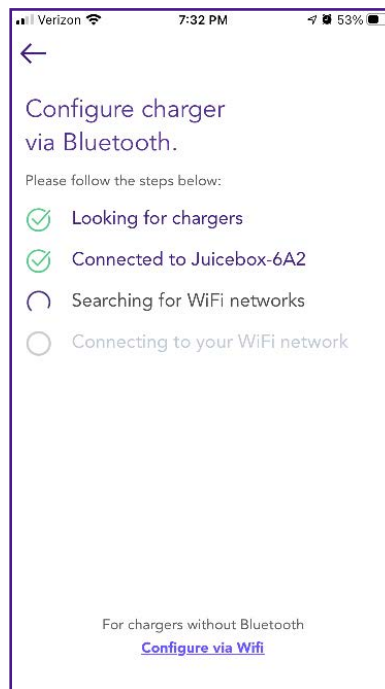 Verizon 7:32 PM 53%
Configure charger
via Bluetooth.
Please follow the steps below:
Looking for chargers
Connected to Juicebox-6A2
Searching for WiFi networks
Connecting to your WiFi network
For chargers without Bluetooth
Configure via Wifi